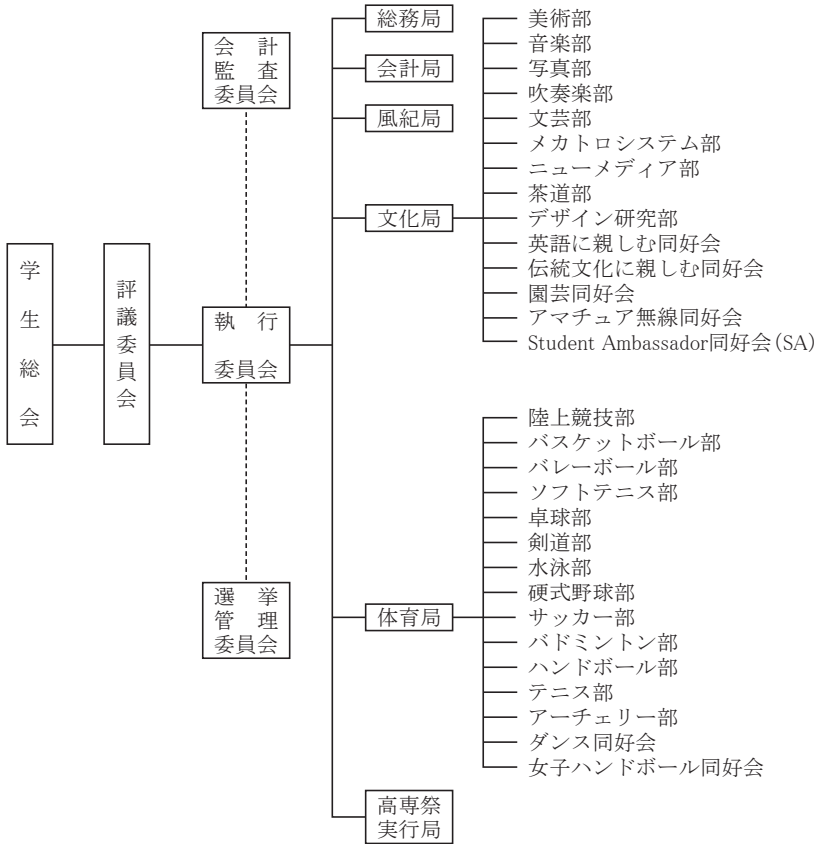 学生総会
評議委員会
会計
監査
委員会
執行
委員会
選挙
管理
委員会
総務局
会計局
風紀局
文化局
美術部
音楽部
写真部
吹奏楽部
文芸部
メカトロシステム部
ニューメディア部
茶道部
デザイン研究部
英語に親しむ同好会
伝統文化に親しむ同好会
園芸同好会
アマチュア無線同好会
Student Ambassador同好会(SA)
体育局
陸上競技部
バスケットボール部
バレーボール部
ソフトテニス部
卓球部
剣道部
水泳部
硬式野球部
サッカー部
バドミントン部
ハンドボール部
テニス部
アーチェリー部
ダンス同好会
女子ハンドボール同好会
高専祭
実行局